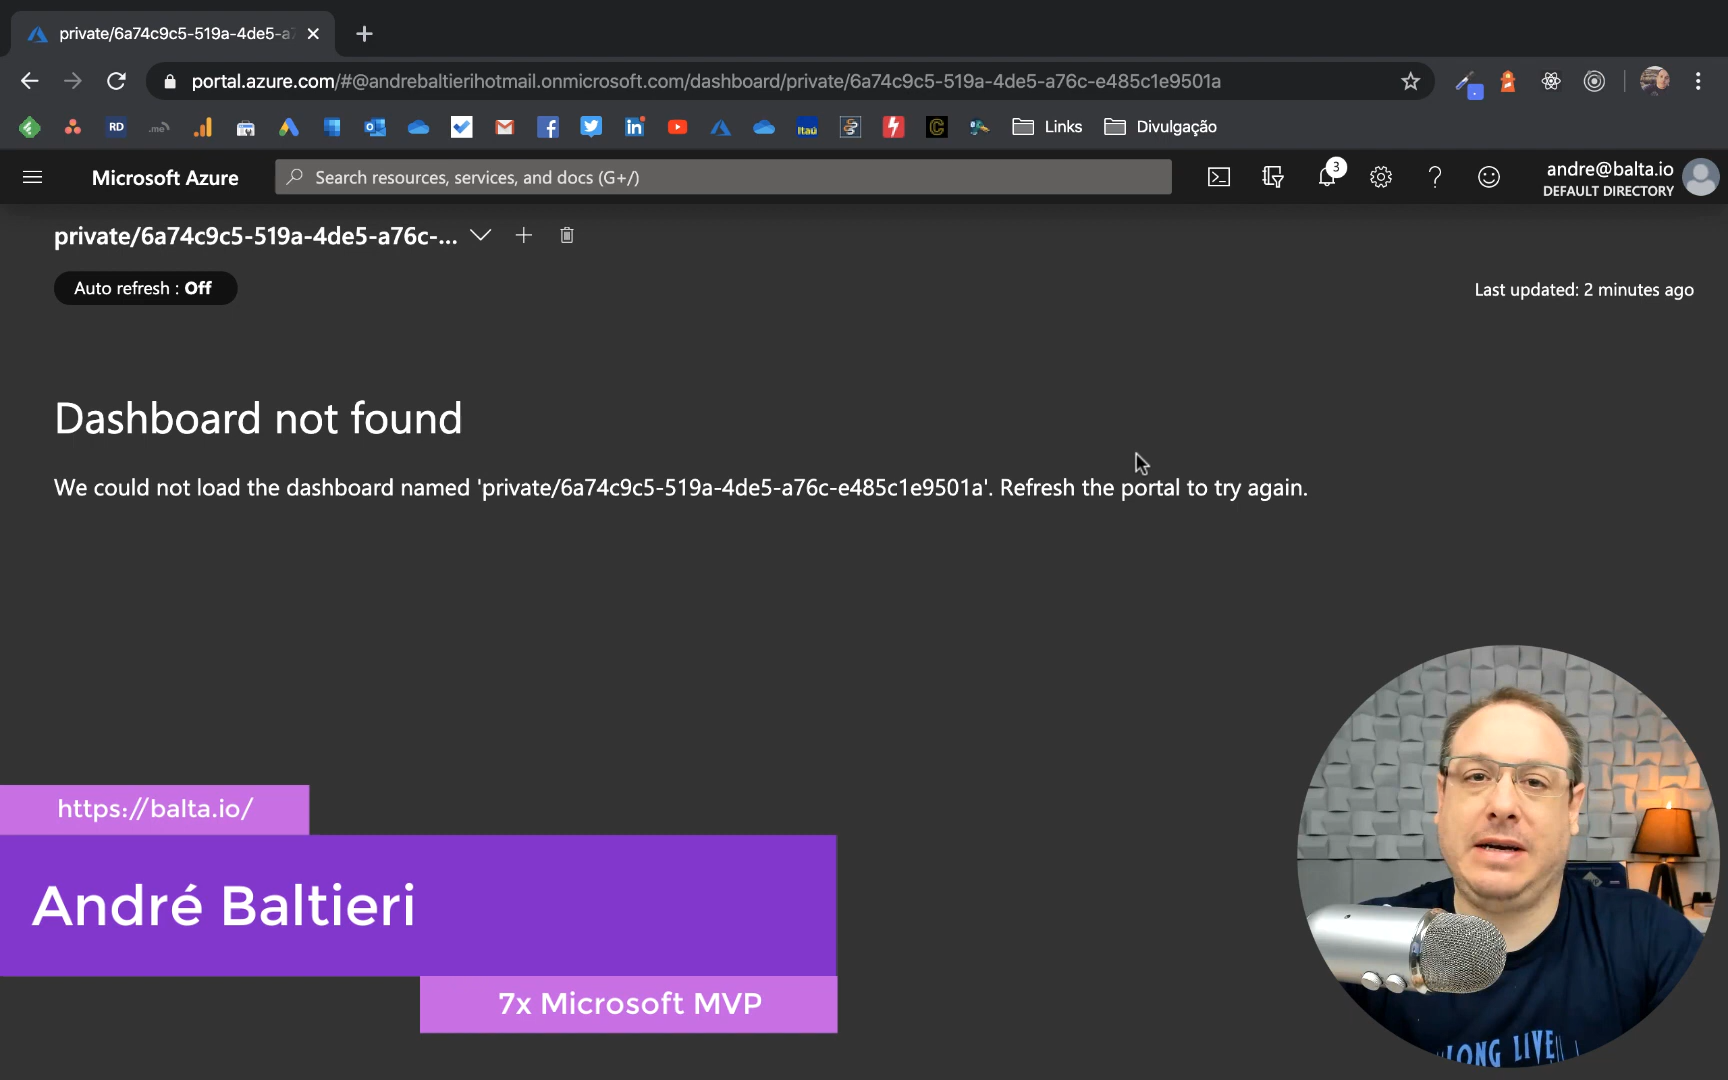 private/6a74c9c5-519a-4de5-a7
portal.azure.com/#@andrebaltierihotmail.onmicrosoft.com/dashboard/private/6a74c9c5-519a-4de5-a76c-e485c1e9501a
RD
.me
Itaú
Links
Divulgação
Microsoft Azure
Search resources, services, and docs (G+/)
3
andre@balta.io
DEFAULT DIRECTORY
private/6a74c9c5-519a-4de5-a76c-...
Auto refresh : Off
Last updated: 2 minutes ago
Dashboard not found
We could not load the dashboard named 'private/6a74c9c5-519a-4de5-a76c-e485c1e9501a'. Refresh the portal to try again.
https://balta.io/
André Baltieri
7x Microsoft MVP
LONG LIVE